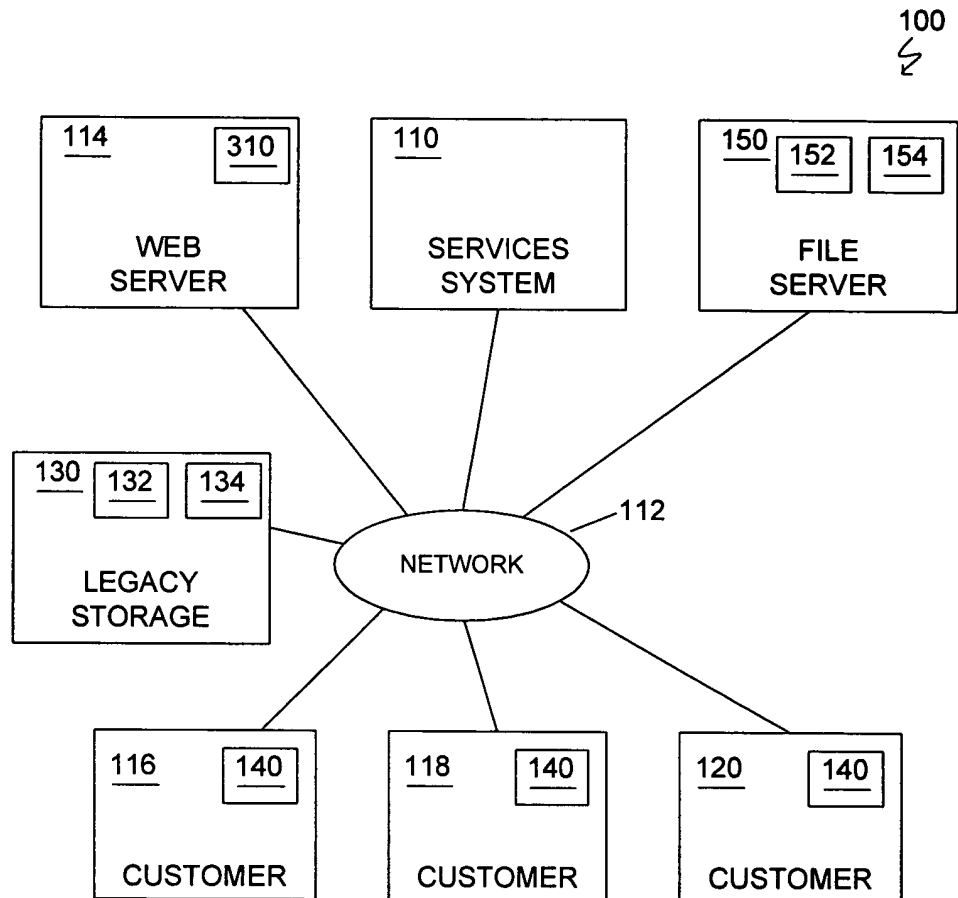 100
114
310
WEB
SERVER
110
SERVICES
SYSTEM
150
152
154
FILE
SERVER
130
132
134
LEGACY
STORAGE
112
NETWORK
116
140
CUSTOMER
118
140
CUSTOMER
120
140
CUSTOMER